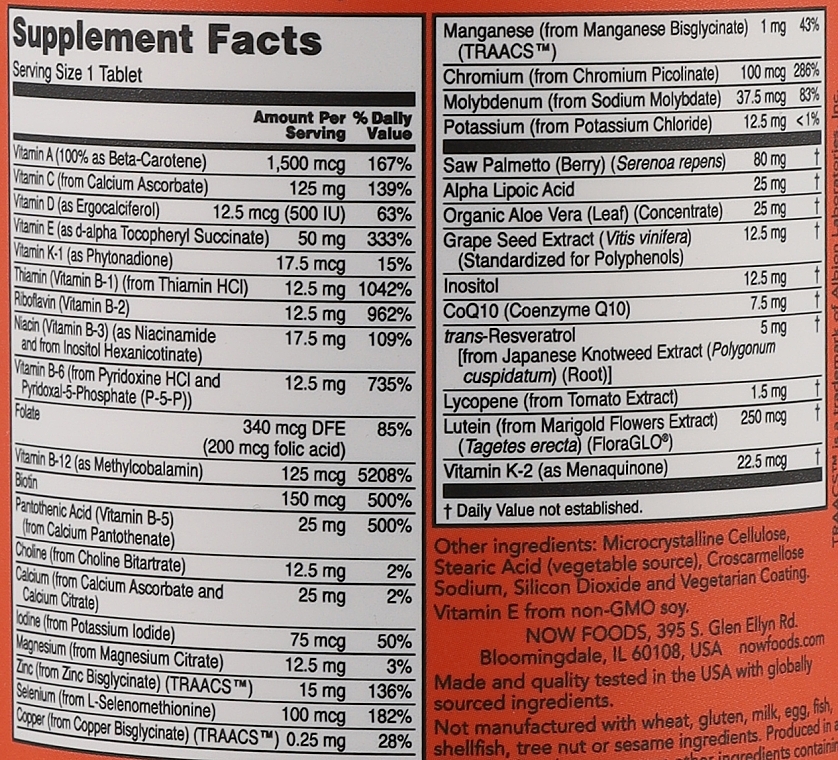 Supplement Facts
Serving Size 1 Tablet
Amount Per % Daily
Serving Value
Vitamin A (100% as Beta-Carotene) 1,500 mcg 167%
Vitamin C (from Calcium Ascorbate) 125 mg 139%
Vitamin D (as Ergocalciferol) 12.5 mcg (500 IU) 63%
Vitamin E (as d-alpha Tocopheryl Succinate) 50 mg 333%
Vitamin K-1 (as Phytonadione) 17.5 mcg 15%
Thiamin (Vitamin B-1) (from Thiamin HCl) 12.5 mg 1042%
Riboflavin (Vitamin B-2) 12.5 mg 962%
Niacin (Vitamin B-3) (as Niacinamide 17.5 mg 109%
and from Inositol Hexanicotinate)
Vitamin B-6 (from Pyridoxine HCl and 12.5 mg 735%
Pyridoxal-5-Phosphate (P-5-P))
Folate 340 mcg DFE 85%
(200 mcg folic acid)
Vitamin B-12 (as Methylcobalamin) 125 mcg 5208%
Biotin 150 mcg 500%
Pantothenic Acid (Vitamin B-5) 25 mg 500%
(from Calcium Pantothenate)
Choline (from Choline Bitartrate) 12.5 mg 2%
Calcium (from Calcium Ascorbate and 25 mg 2%
Calcium Citrate)
Iodine (from Potassium Iodide) 75 mcg 50%
Magnesium (from Magnesium Citrate) 12.5 mg 3%
Zinc (from Zinc Bisglycinate) (TRAACS™) 15 mg 136%
Selenium (from L-Selenomethionine) 100 mcg 182%
Copper (from Copper Bisglycinate) (TRAACS™) 0.25 mg 28%
Manganese (from Manganese Bisglycinate) 1 mg 43%
(TRAACS™)
Chromium (from Chromium Picolinate) 100 mcg 286%
Molybdenum (from Sodium Molybdate) 37.5 mcg 83%
Potassium (from Potassium Chloride) 12.5 mg <1%
Saw Palmetto (Berry) (Serenoa repens) 80 mg †
Alpha Lipoic Acid 25 mg †
Organic Aloe Vera (Leaf) (Concentrate) 25 mg †
Grape Seed Extract (Vitis vinifera) 12.5 mg †
(Standardized for Polyphenols)
Inositol 12.5 mg †
CoQ10 (Coenzyme Q10) 7.5 mg †
trans-Resveratrol 5 mg †
[from Japanese Knotweed Extract (Polygonum
cuspidatum) (Root)]
Lycopene (from Tomato Extract) 1.5 mg †
Lutein (from Marigold Flowers Extract) 250 mcg †
(Tagetes erecta) (FloraGLO®)
Vitamin K-2 (as Menaquinone) 22.5 mcg †
† Daily Value not established.
Other ingredients: Microcrystalline Cellulose,
Stearic Acid (vegetable source), Croscarmellose
Sodium, Silicon Dioxide and Vegetarian Coating.
Vitamin E from non-GMO soy.
NOW FOODS, 395 S. Glen Ellyn Rd.
Bloomingdale, IL 60108, USA nowfoods.com
Made and quality tested in the USA with globally
sourced ingredients.
Not manufactured with wheat, gluten, milk, egg, fish,
shellfish, tree nut or sesame ingredients. Produced in a
ingredients